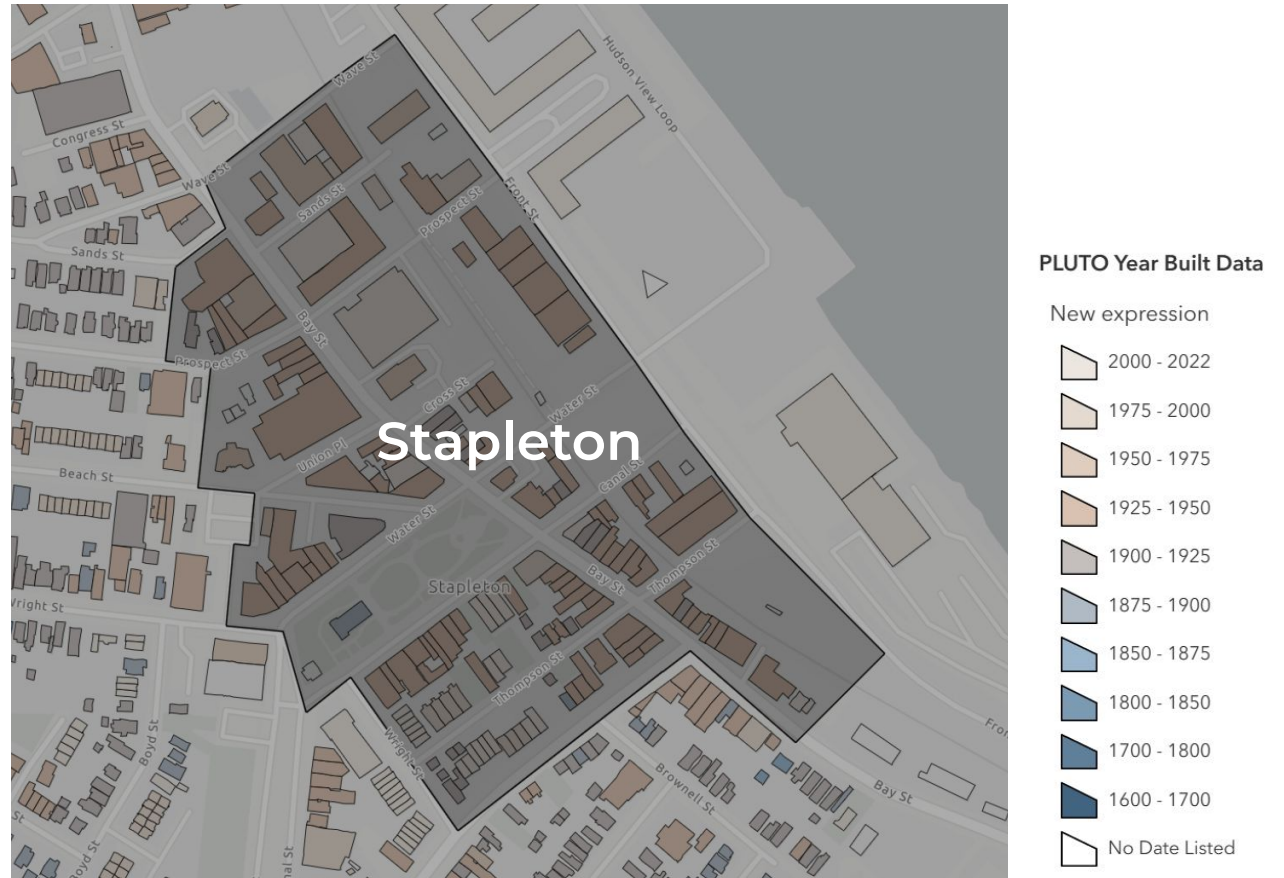 Wave St
Hudson View Loop
Congress St
Wave St
Sands St
Front St
Prospect St
Sands St
Bay St
Prospect St
Cross St
Water St
Stapleton
Union Pl
Beach St
Canal St
Water St
Thompson St
Bay St
Stapleton
Wright St
Thompson St
Boyd St
Wright St
Brownell St
Bay St
Boyd St
PLUTO Year Built Data
New expression
2000 - 2022
1975 - 2000
1950 - 1975
1925 - 1950
1900 - 1925
1875 - 1900
1850 - 1875
1800 - 1850
1700 - 1800
1600 - 1700
No Date Listed